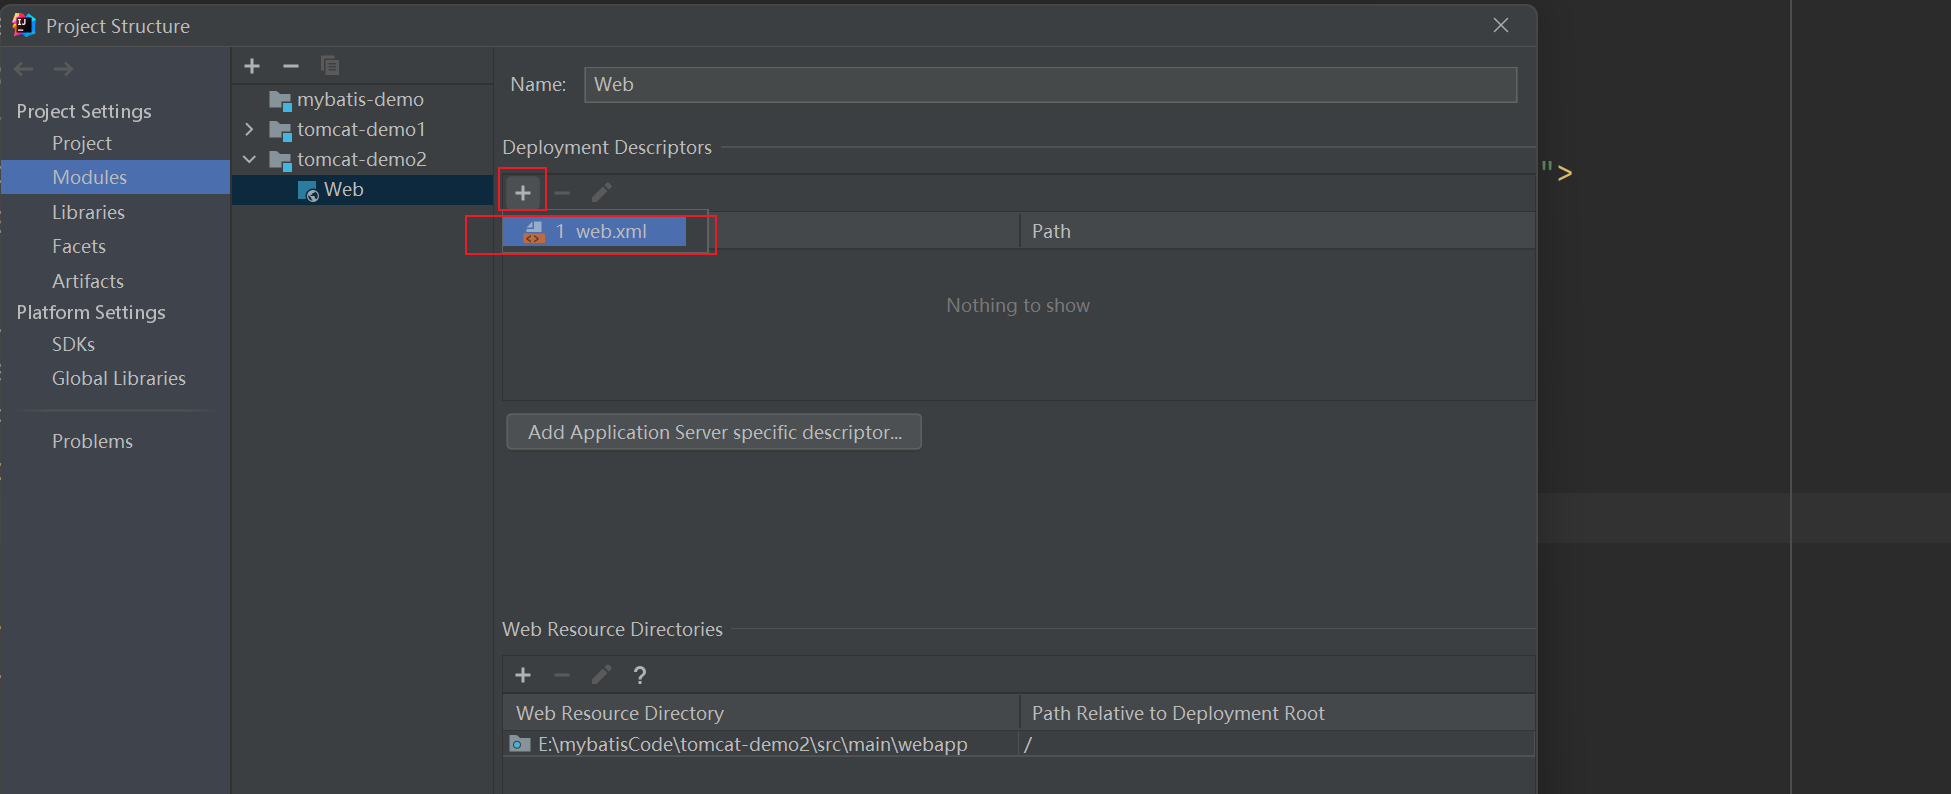 Project Structure
Project Settings
Project
Modules
Libraries
Facets
Artifacts
Platform Settings
SDKs
Global Libraries
Problems
mybatis-demo
tomcat-demo1
tomcat-demo2
Web
Name: Web
Deployment Descriptors
1 web.xml
Path
Nothing to show
Add Application Server specific descriptor...
Web Resource Directories
?
Web Resource Directory Path Relative to Deployment Root
E:\mybatisCode\tomcat-demo2\src\main\webapp /
">